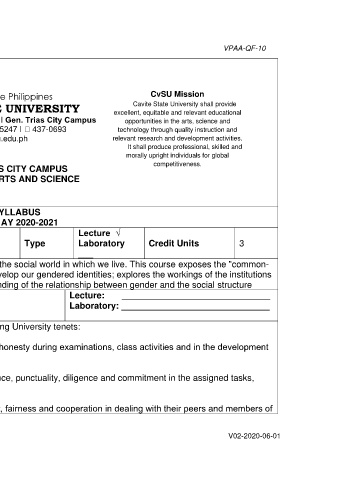 VPAA-QF-10
e Philippines
E UNIVERSITY
l Gen. Trias City Campus
5247 l □ 437-0693
u.edu.ph
S CITY CAMPUS
RTS AND SCIENCE
CvSU Mission
Cavite State University shall provide
excellent, equitable and relevant educational
opportunities in the arts, science and
technology through quality instruction and
relevant research and development activities.
It shall produce professional, skilled and
morally upright individuals for global
competitiveness.
YLLABUS
AY 2020-2021
Type
Lecture √
Laboratory
Credit Units
3
the social world in which we live. This course exposes the "common-
velop our gendered identities; explores the workings of the institutions
nding of the relationship between gender and the social structure
Lecture:
Laboratory:
ng University tenets:
honesty during examinations, class activities and in the development
ce, punctuality, diligence and commitment in the assigned tasks,
, fairness and cooperation in dealing with their peers and members of
V02-2020-06-01